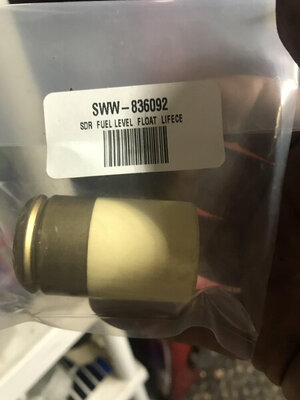 SWW-836092
SDR FUEL LEVEL FLOAT LIFECE